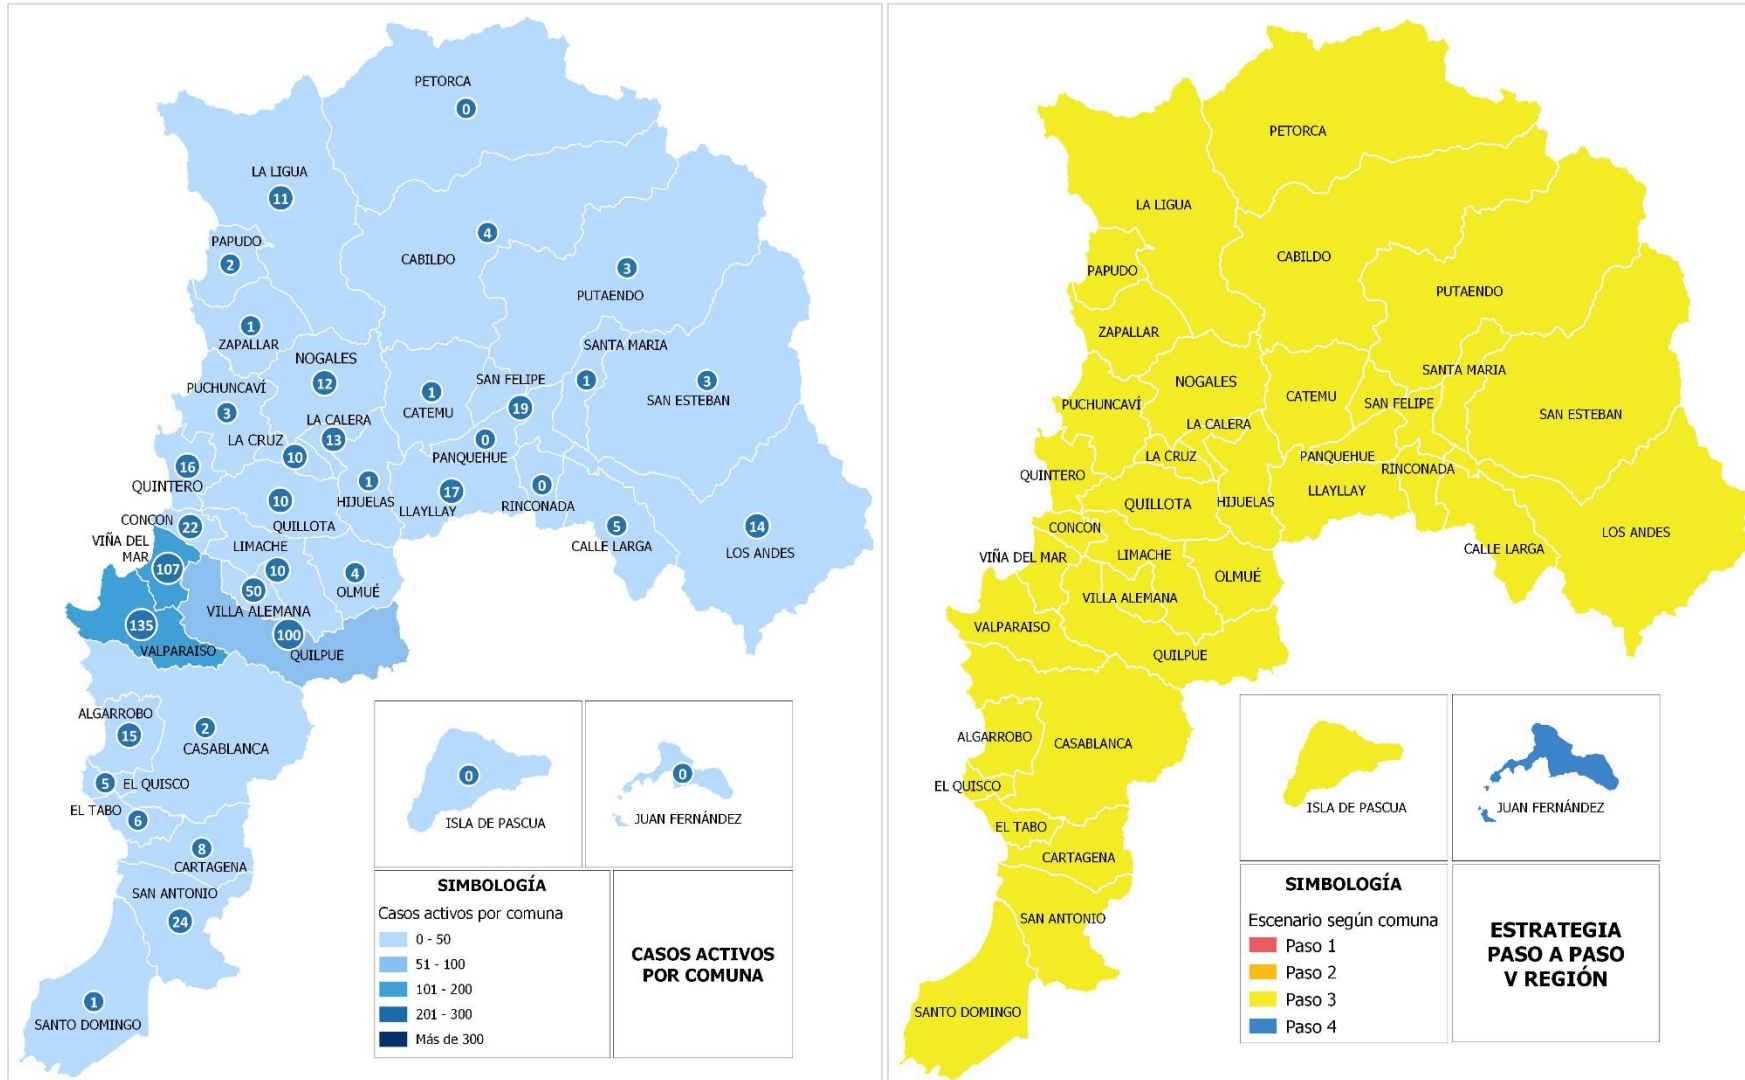 PETORCA
0
LA LIGUA
11
PAPUDO
2
CABILDO
4
3
PUTAENDO
1
ZAPALLAR
NOGALES
12
SANTA MARIA
1
PUCHUNCAVÍ
3
LA CALERA
13
LA CRUZ
10
1
CATEMU
SAN FELIPE
19
3
SAN ESTEBAN
0
PANQUEHUE
16
QUINTERO
10
QUILLOTA
1
HIJUELAS
17
LLAYLLAY
0
RINCONADA
5
CALLE LARGA
14
LOS ANDES
CONCON
22
VIÑA DEL
MAR
107
LIMACHE
10
4
OLMUÉ
50
VILLA ALEMANA
135
VALPARAISO
100
QUILPUE
ALGARROBO
15
2
CASABLANCA
5
EL QUISCO
EL TABO
6
8
CARTAGENA
SAN ANTONIO
24
1
SANTO DOMINGO
0
ISLA DE PASCUA
0
JUAN FERNÁNDEZ
SIMBOLOGÍA
Casos activos por comuna
0 - 50
51 - 100
101 - 200
201 - 300
Más de 300
CASOS ACTIVOS
POR COMUNA
PETORCA
LA LIGUA
CABILDO
PAPUDO
PUTAENDO
ZAPALLAR
SANTA MARIA
NOGALES
CATEMU
PUCHUNCAVÍ
SAN FELIPE
SAN ESTEBAN
LA CALERA
LA CRUZ
PANQUEHUE
RINCONADA
QUINTERO
LLAYLLAY
QUILLOTA
HIJUELAS
CONCON
LOS ANDES
VIÑA DEL MAR
LIMACHE
CALLE LARGA
OLMUÉ
VILLA ALEMANA
VALPARAISO
QUILPUE
ALGARROBO
CASABLANCA
EL QUISCO
EL TABO
CARTAGENA
SAN ANTONIO
SANTO DOMINGO
ISLA DE PASCUA
JUAN FERNÁNDEZ
SIMBOLOGÍA
Escenario según comuna
Paso 1
Paso 2
Paso 3
Paso 4
ESTRATEGIA
PASO A PASO
V REGIÓN